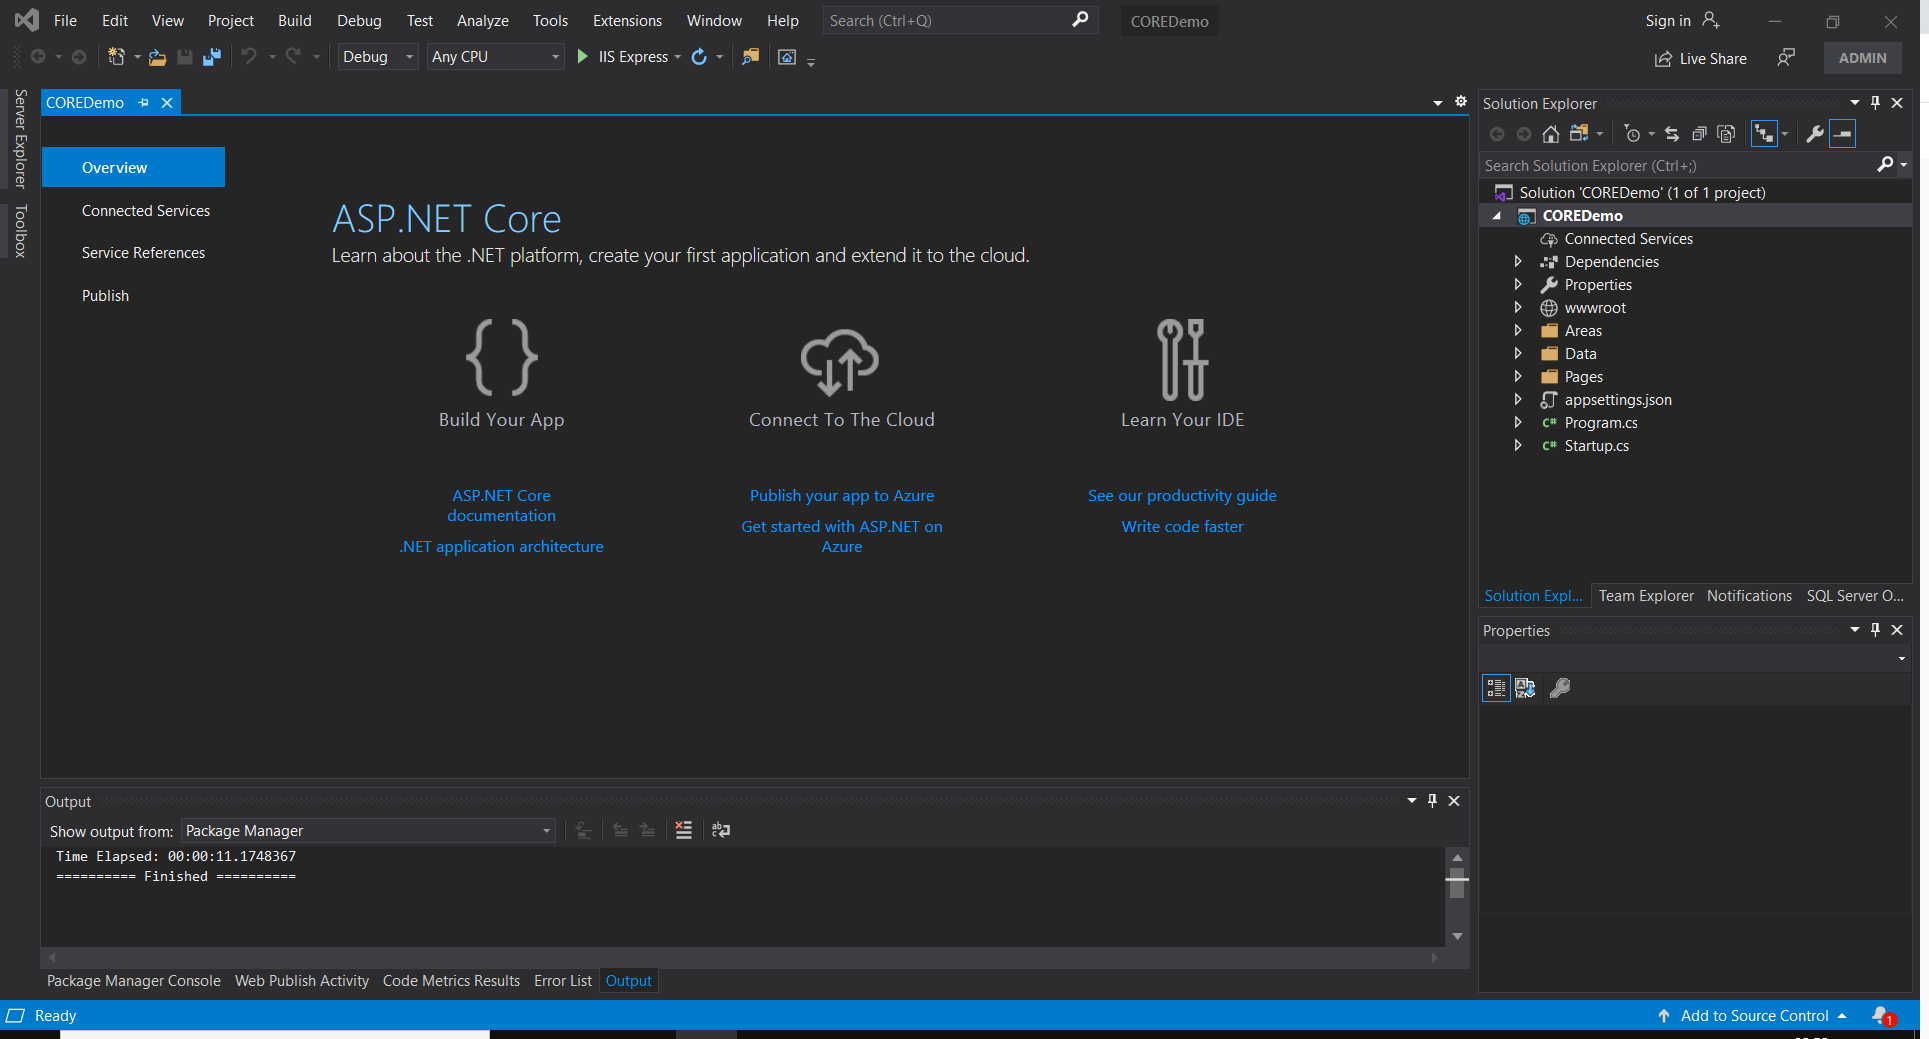 File Edit View Project Build Debug Test Analyze Tools Extensions Window Help Search (Ctrl+Q) COREDemo Sign in
Debug Any CPU IIS Express Live Share ADMIN
Server Explorer
Toolbox
COREDemo
Overview
Connected Services
Service References
Publish
ASP.NET Core
Learn about the .NET platform, create your first application and extend it to the cloud.
Build Your App
Connect To The Cloud
Learn Your IDE
ASP.NET Core
documentation
.NET application architecture
Publish your app to Azure
Get started with ASP.NET on
Azure
See our productivity guide
Write code faster
Solution Explorer
Search Solution Explorer (Ctrl+;)
Solution 'COREDemo' (1 of 1 project)
COREDemo
Connected Services
Dependencies
Properties
wwwroot
Areas
Data
Pages
appsettings.json
C# Program.cs
C# Startup.cs
Solution Expl... Team Explorer Notifications SQL Server O...
Properties
Output
Show output from: Package Manager
Time Elapsed: 00:00:11.1748367
========== Finished ==========
Package Manager Console Web Publish Activity Code Metrics Results Error List Output
Ready Add to Source Control 1